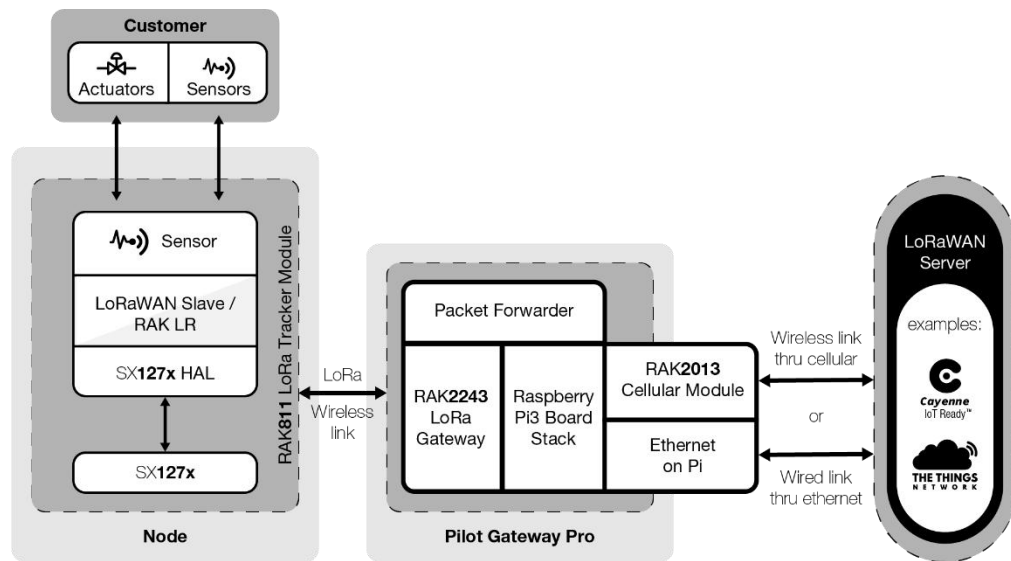 Customer
Actuators
Sensors
Sensor
LoRaWAN Slave /
RAK LR
SX127x HAL
SX127x
RAK811 LoRa Tracker Module
Node
LoRa
Wireless
link
Packet Forwarder
RAK2243
LoRa
Gateway
Raspberry
Pi3 Board
Stack
RAK2013
Cellular Module
Ethernet
on Pi
Pilot Gateway Pro
Wireless link
thru cellular
or
Wired link
thru ethernet
LoRaWAN
Server
examples:
Cayenne
IoT Ready™
THE THINGS
NETWORK